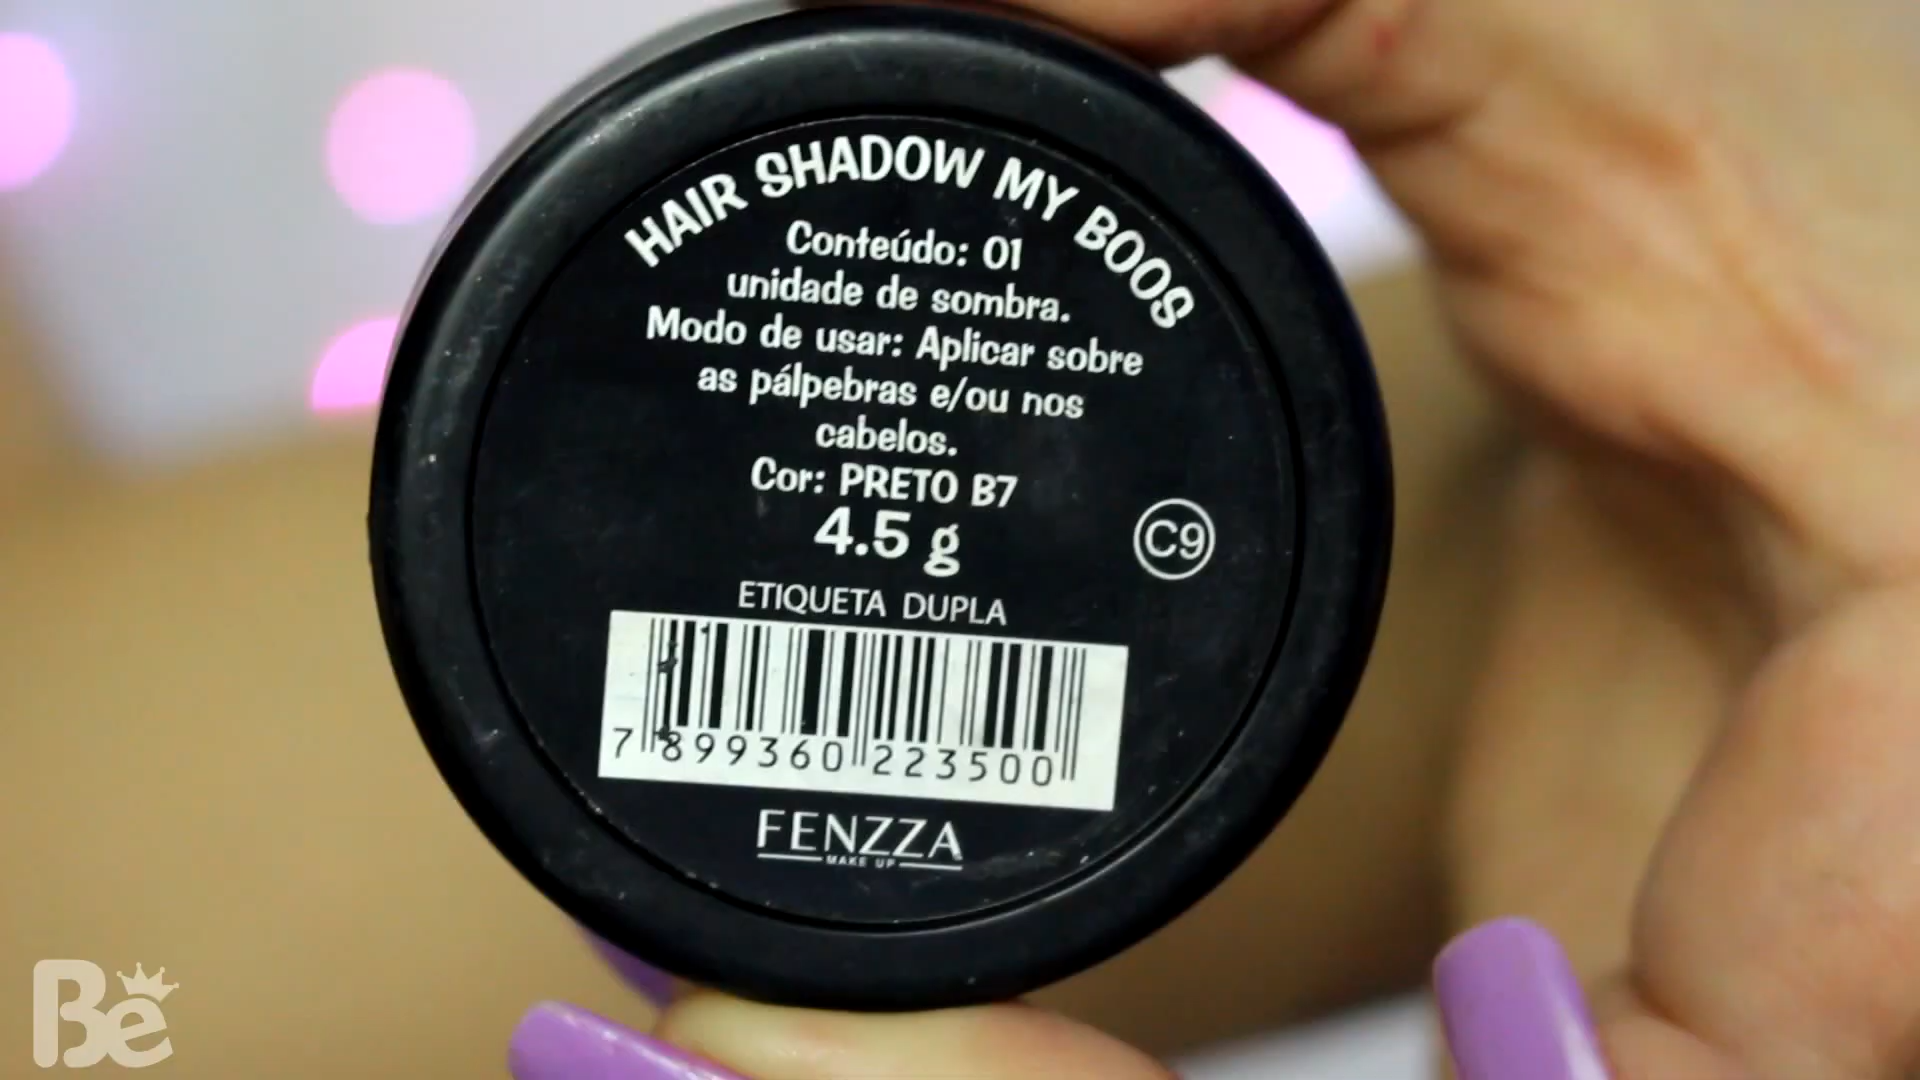 HAIR SHADOW MY BOOS
Conteúdo: 01
unidade de sombra.
Modo de usar: Aplicar sobre
as pálpebras e/ou nos
cabelos.
Cor: PRETO B7
4.5 g
C9
ETIQUETA DUPLA
7 899360 223500
FENZZA
MAKE UP
Be